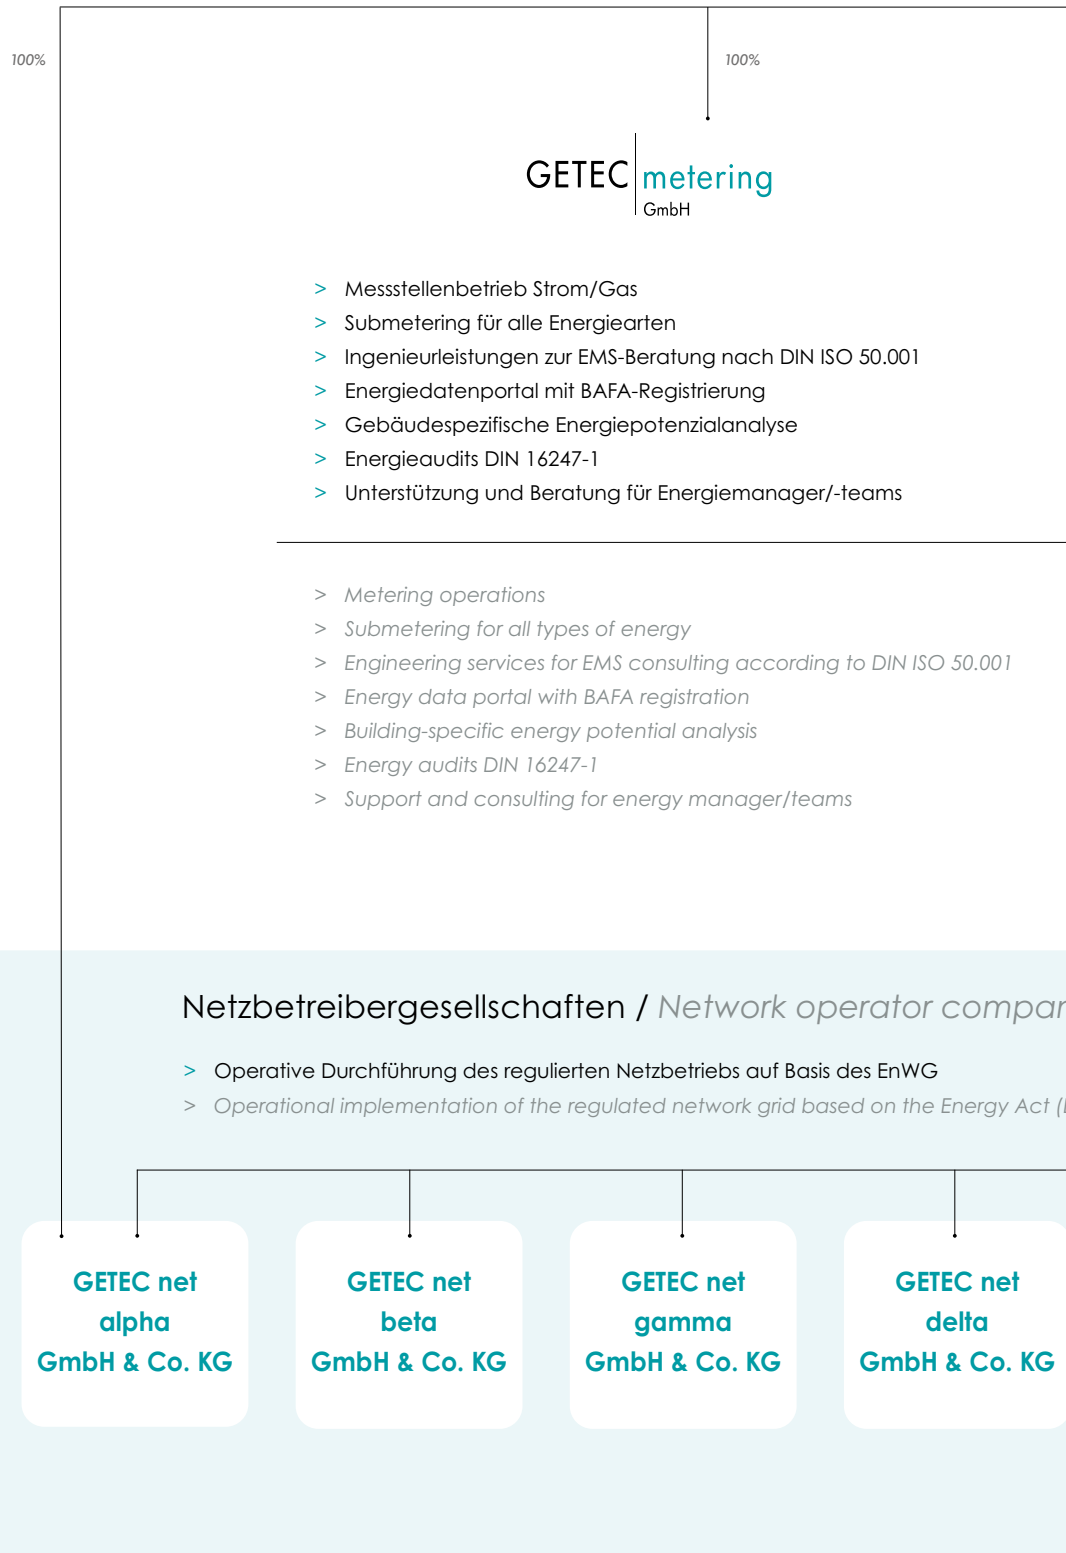 100%
100%
GETEC metering
GmbH
> Messstellenbetrieb Strom/Gas
> Submetering für alle Energiearten
> Ingenieurleistungen zur EMS-Beratung nach DIN ISO 50.001
> Energiedatenportal mit BAFA-Registrierung
> Gebäudespezifische Energiepotenzialanalyse
> Energieaudits DIN 16247-1
> Unterstützung und Beratung für Energiemanager/-teams
> Metering operations
> Submetering for all types of energy
> Engineering services for EMS consulting according to DIN ISO 50.001
> Energy data portal with BAFA registration
> Building-specific energy potential analysis
> Energy audits DIN 16247-1
> Support and consulting for energy manager/teams
Netzbetreibergesellschaften / Network operator
> Operative Durchführung des regulierten Netzbetriebs auf Basis des EnWG
> Operational implementation of the regulated network grid based on the Energy Act
GETEC net
alpha
GmbH & Co. KG
GETEC net
beta
GmbH & Co. KG
GETEC net
gamma
GmbH & Co. KG
GETEC net
delta
GmbH & Co. KG